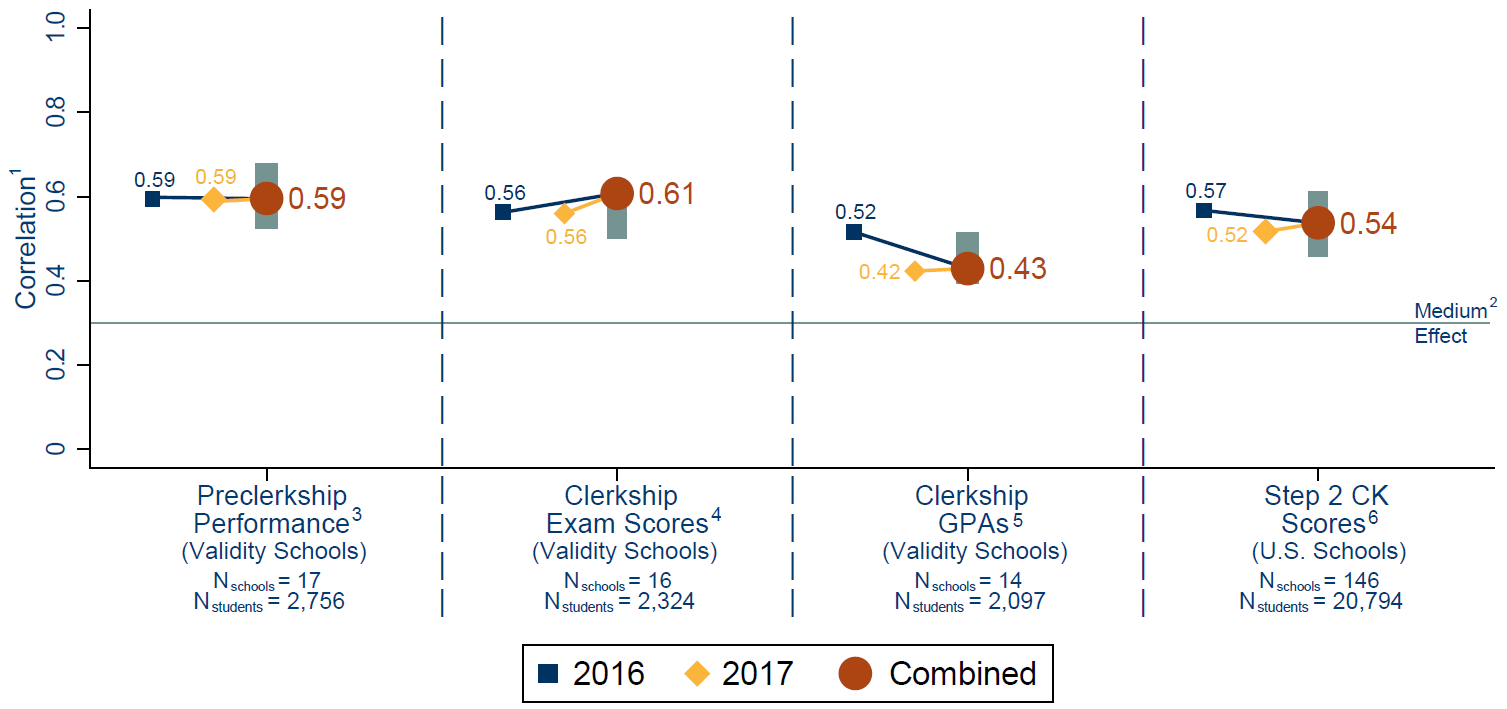 Correlation1
1.0
0.8
0.6
0.4
0.2
0
0.59
0.59
0.59
0.56
0.56
0.61
0.52
0.42
0.43
0.57
0.52
0.54
Medium2
Effect
Preclerkship
Performance3
(Validity Schools)
Nschools = 17
Nstudents = 2,756
Clerkship
Exam Scores4
(Validity Schools)
Nschools = 16
Nstudents = 2,324
Clerkship
GPAs5
(Validity Schools)
Nschools = 14
Nstudents = 2,097
Step 2 CK
Scores6
(U.S. Schools)
Nschools = 146
Nstudents = 20,794
2016 2017 Combined